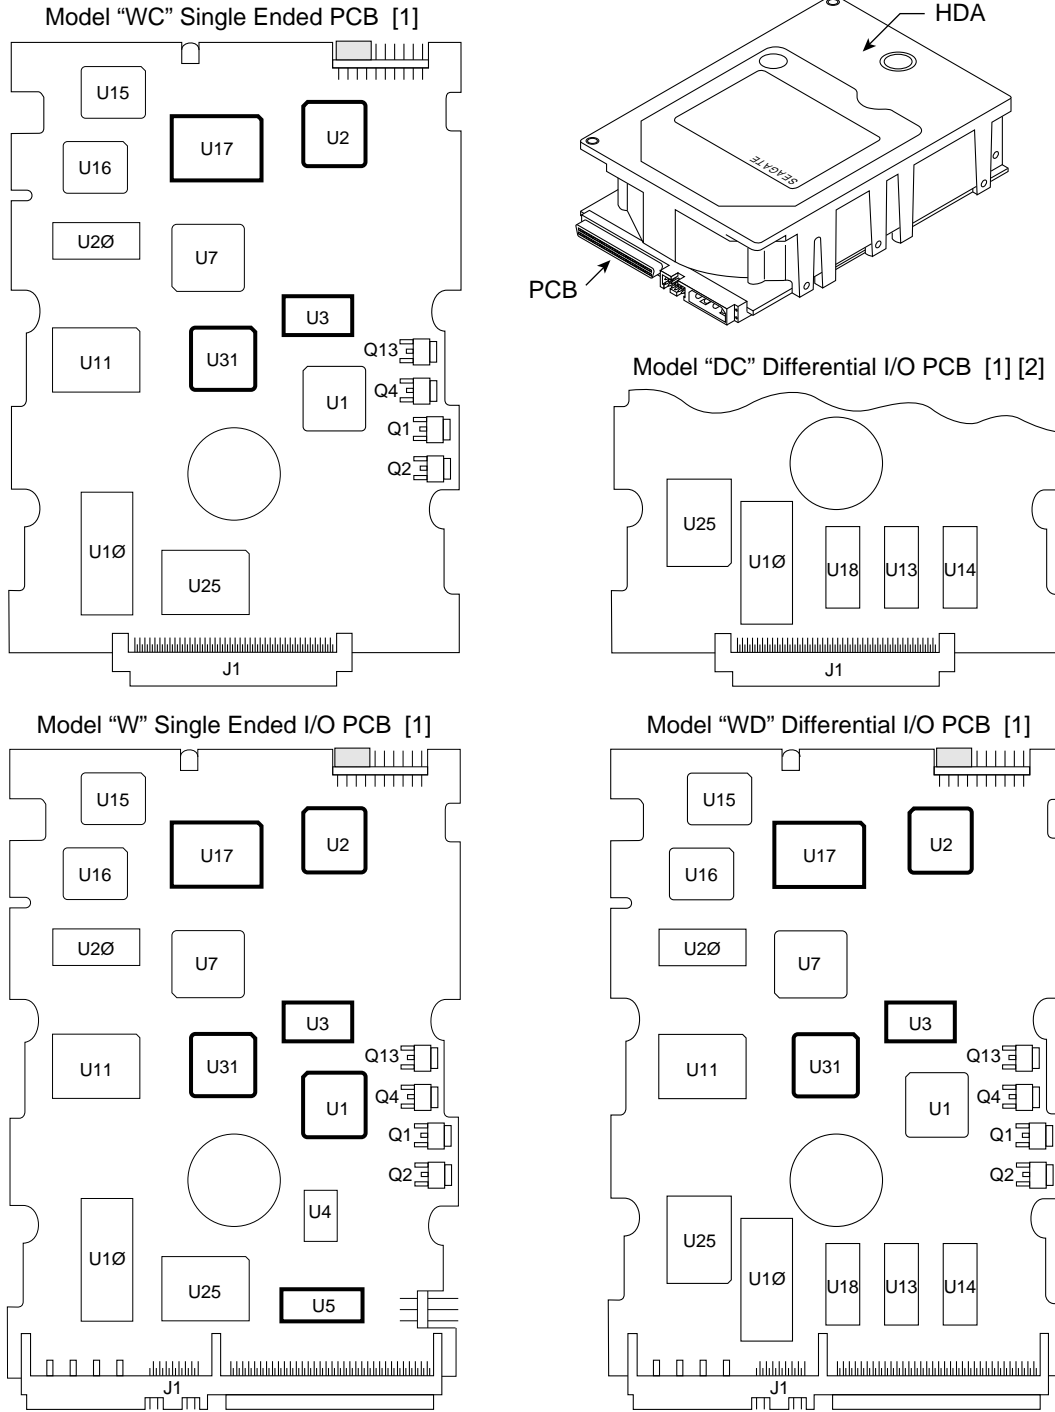 Model “WC” Single Ended PCB [1]
U15
U17
U2
U16
U2Ø
U7
U3
U11
U31
U1
Q13
Q4
Q1
Q2
U1Ø
U25
J1
HDA
SEAGATE
PCB
Model “DC” Differential I/O PCB [1] [2]
U25
U1Ø
U18
U13
U14
J1
Model “W” Single Ended I/O PCB [1]
U15
U17
U2
U16
U2Ø
U7
U3
U11
U31
U1
Q13
Q4
Q1
Q2
U4
U1Ø
U25
U5
J1
Model “WD” Differential I/O PCB [1]
U15
U17
U2
U16
U2Ø
U7
U3
U11
U31
U1
Q13
Q4
Q1
Q2
U25
U1Ø
U18
U13
U14
J1